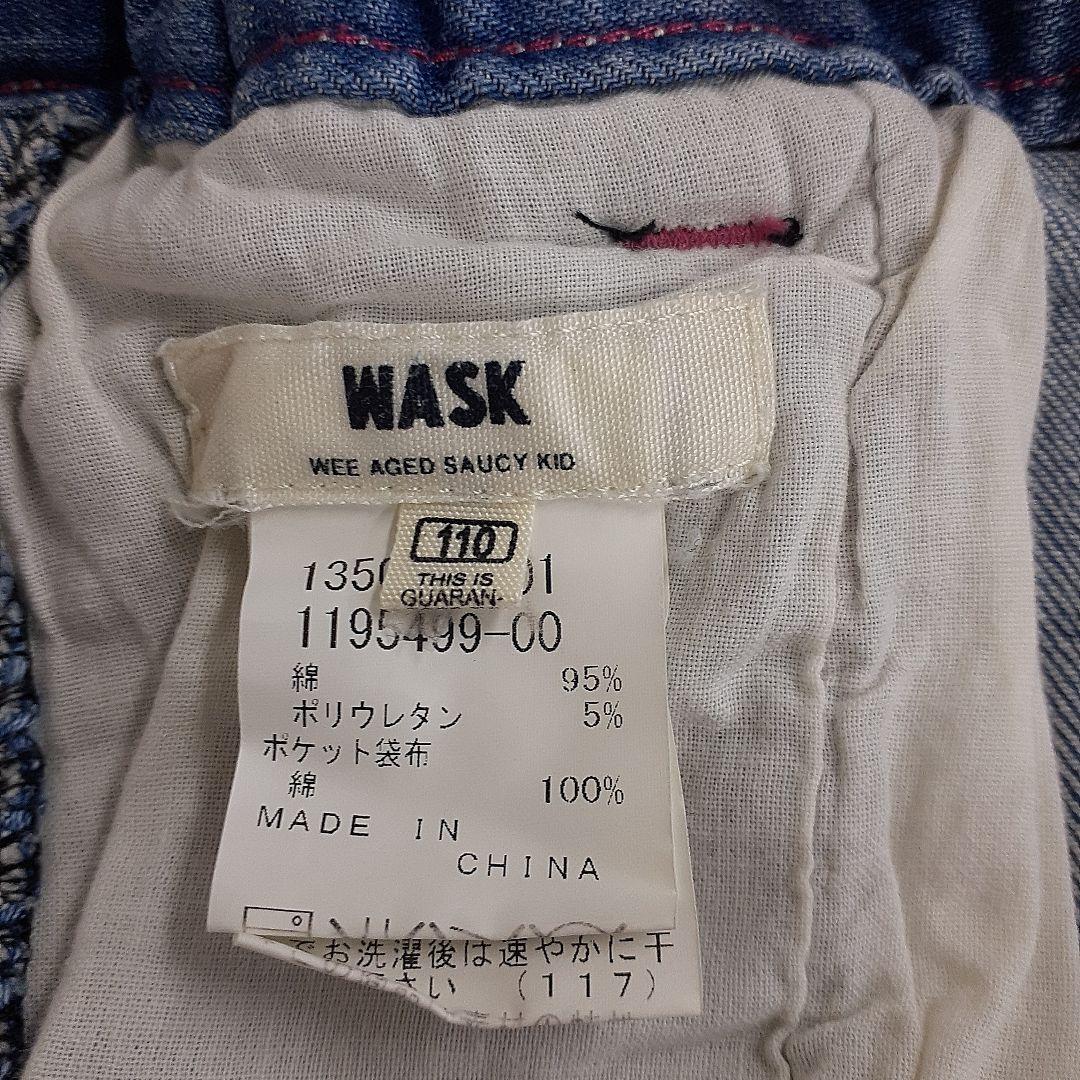 WASK
WEE AGED SAUCY KID
110
THIS IS
GUARAN-
1195499-00
綿 95%
ポリウレタン 5%
ポケット袋布
綿 100%
MADE IN
CHINA
でお洗濯後は速やかに干
さい (117)